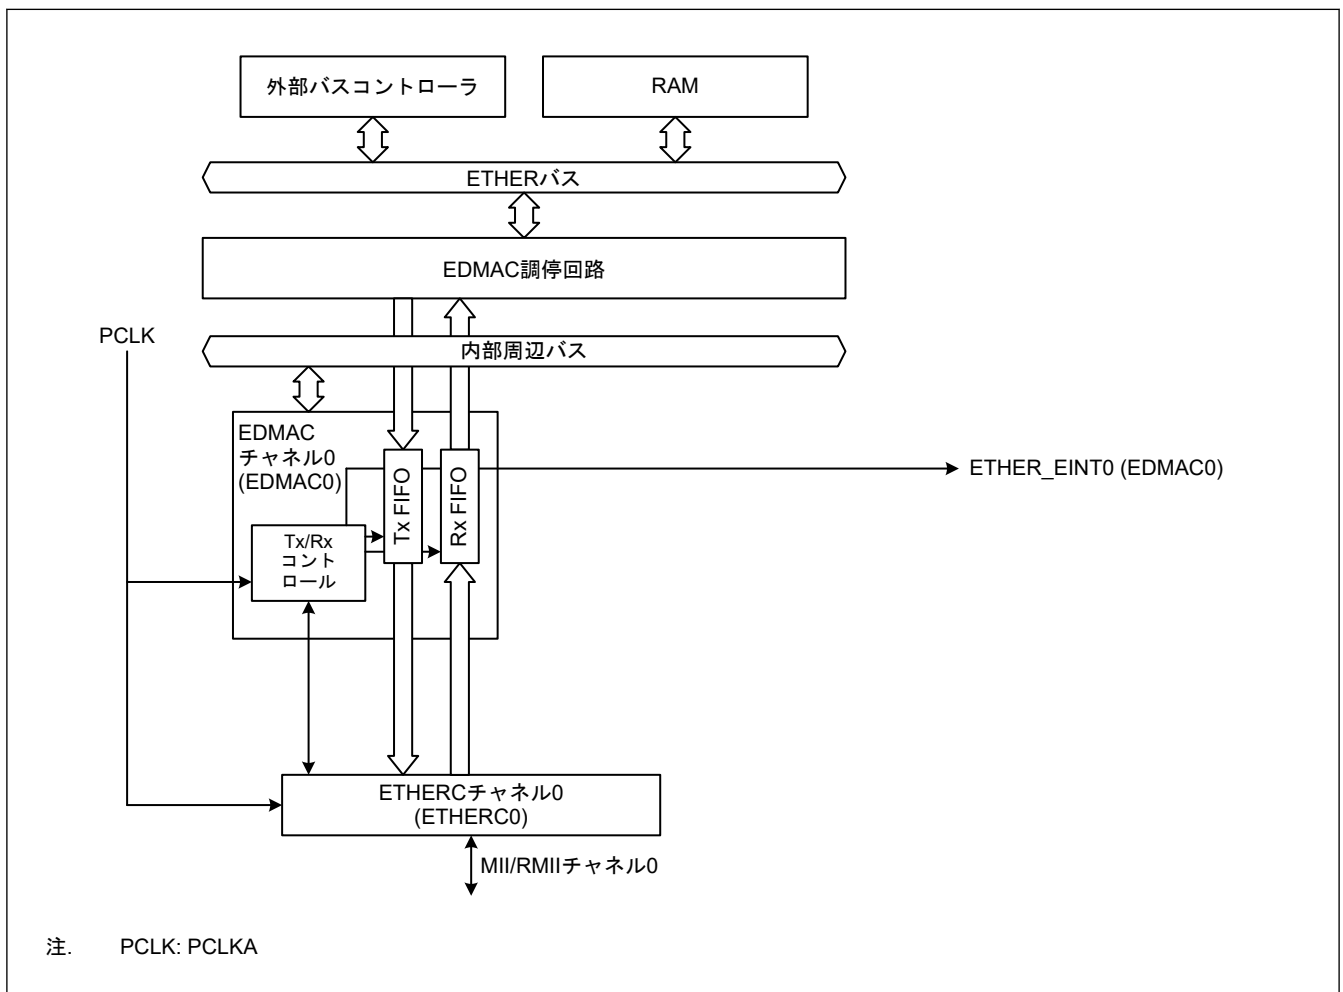 外部バスコントローラ
RAM
ETHERバス
EDMAC調停回路
PCLK
内部周辺バス
EDMAC
チャネル0
(EDMAC0)
Tx FIFO
Rx FIFO
ETHER_EINT0 (EDMAC0)
Tx/Rx
コント
ロール
ETHERCチャネル0
(ETHERC0)
MII/RMIIチャネル0
注. PCLK: PCLKA